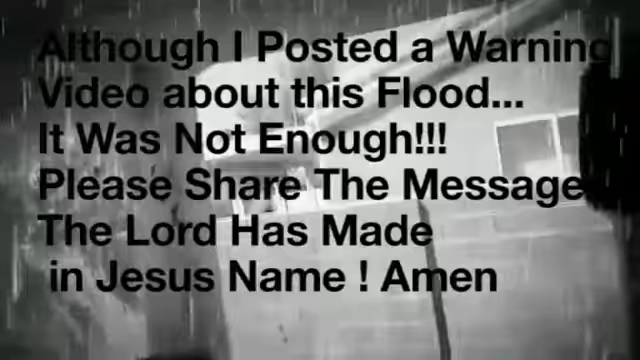 Although I Posted a Warning
Video about this Flood...
It Was Not Enough!!!
Please Share The Message
The Lord Has Made
in Jesus Name ! Amen